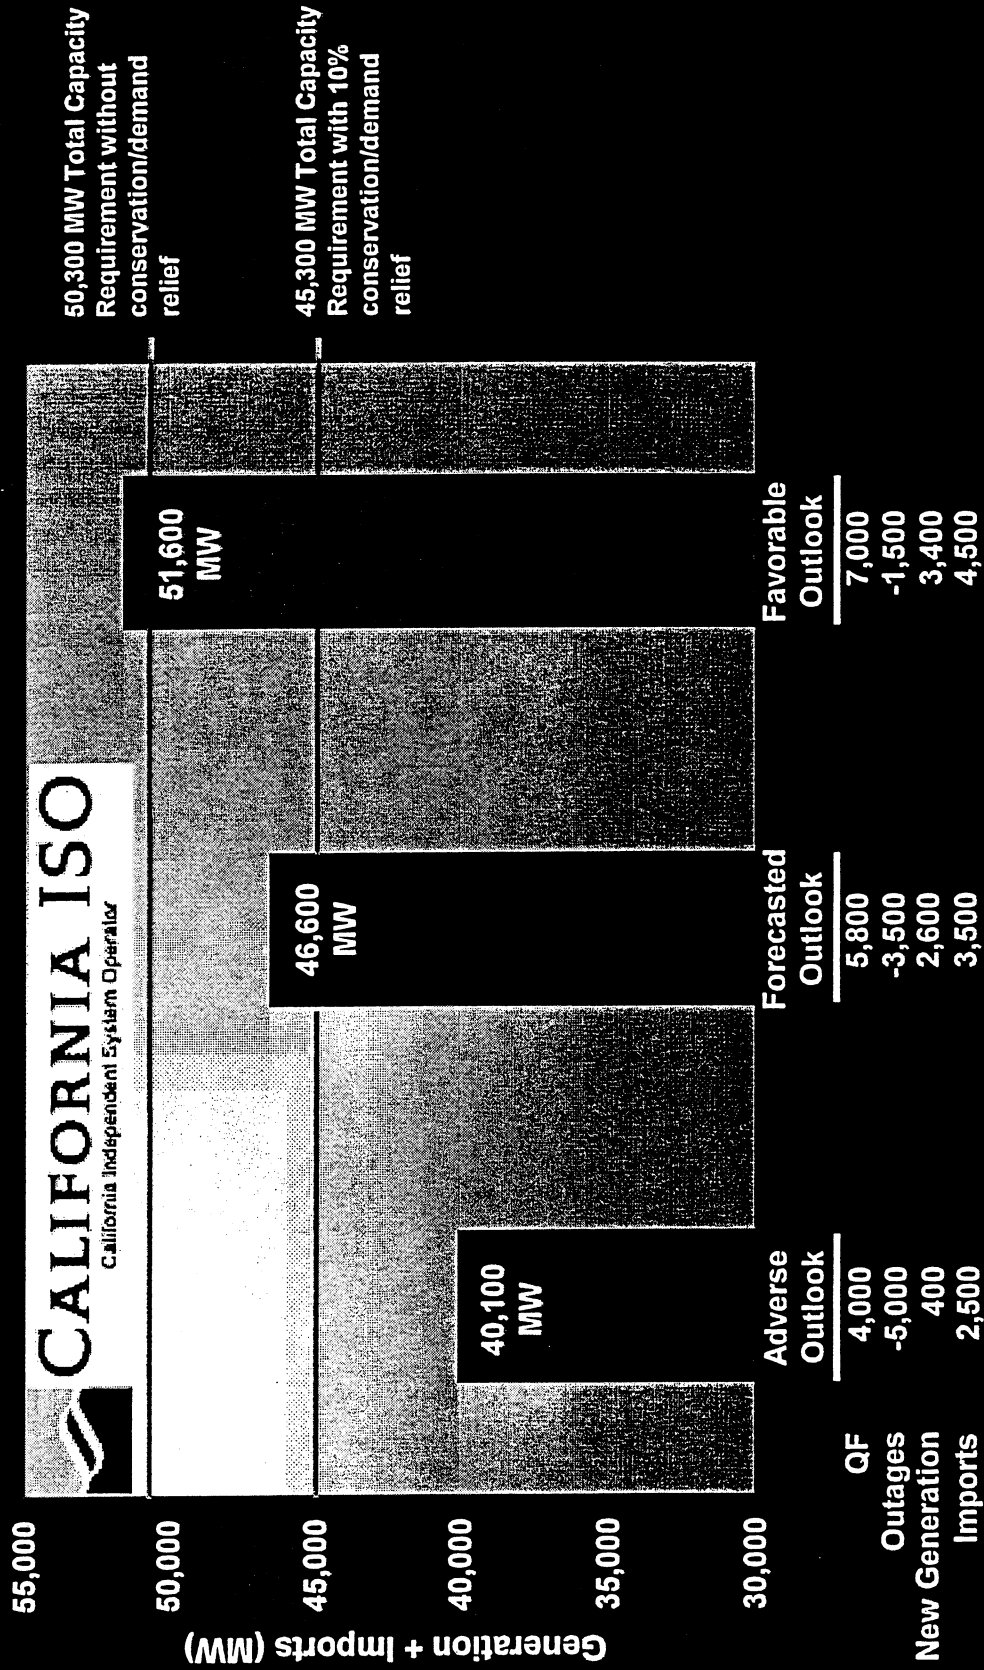 CALIFORNIA ISO
California Independent System Operator
50,300 MW Total Capacity
Requirement without
conservation/demand
relief
45,300 MW Total Capacity
Requirement with 10%
conservation/demand
relief
Generation + Imports (MW)
55,000
50,000
45,000
40,000
35,000
30,000
40,100
MW
46,600
MW
51,600
MW
Adverse Outlook
Forecasted Outlook
Favorable Outlook
QF 4,000 5,800 7,000
Outages -5,000 -3,500 -1,500
New Generation 400 2,600 3,400
Imports 2,500 3,500 4,500